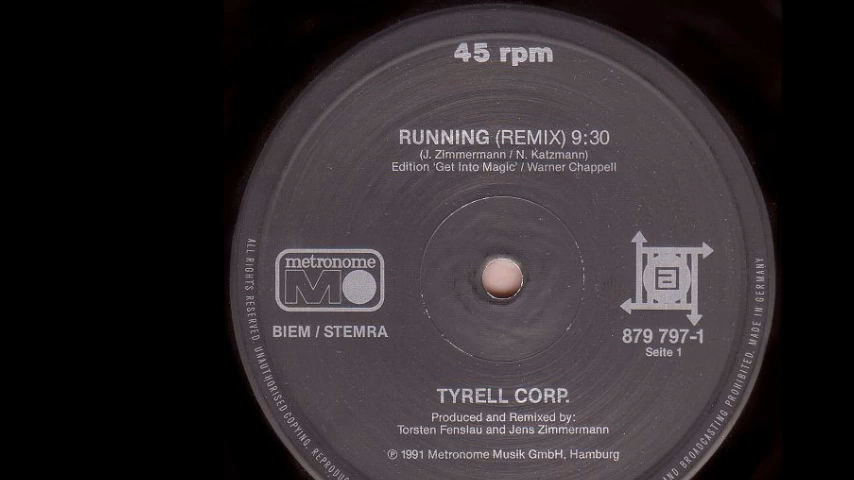 45 rpm
RUNNING (REMIX) 9:30
(J. Zimmermann / N. Katzmann)
Edition 'Get Into Magic' / Warner Chappell
metronome
M
BIEM / STEMRA
a
879 797-1
Seite 1
TYRELL CORP.
Produced and Remixed by:
Torsten Fenslau and Jens Zimmermann
℗ 1991 Metronome Musik GmbH, Hamburg
ALL RIGHTS RESERVED. UNAUTHORISED COPYING, REPRODU
AND BROADCASTING PROHIBITED. MADE IN GERMANY